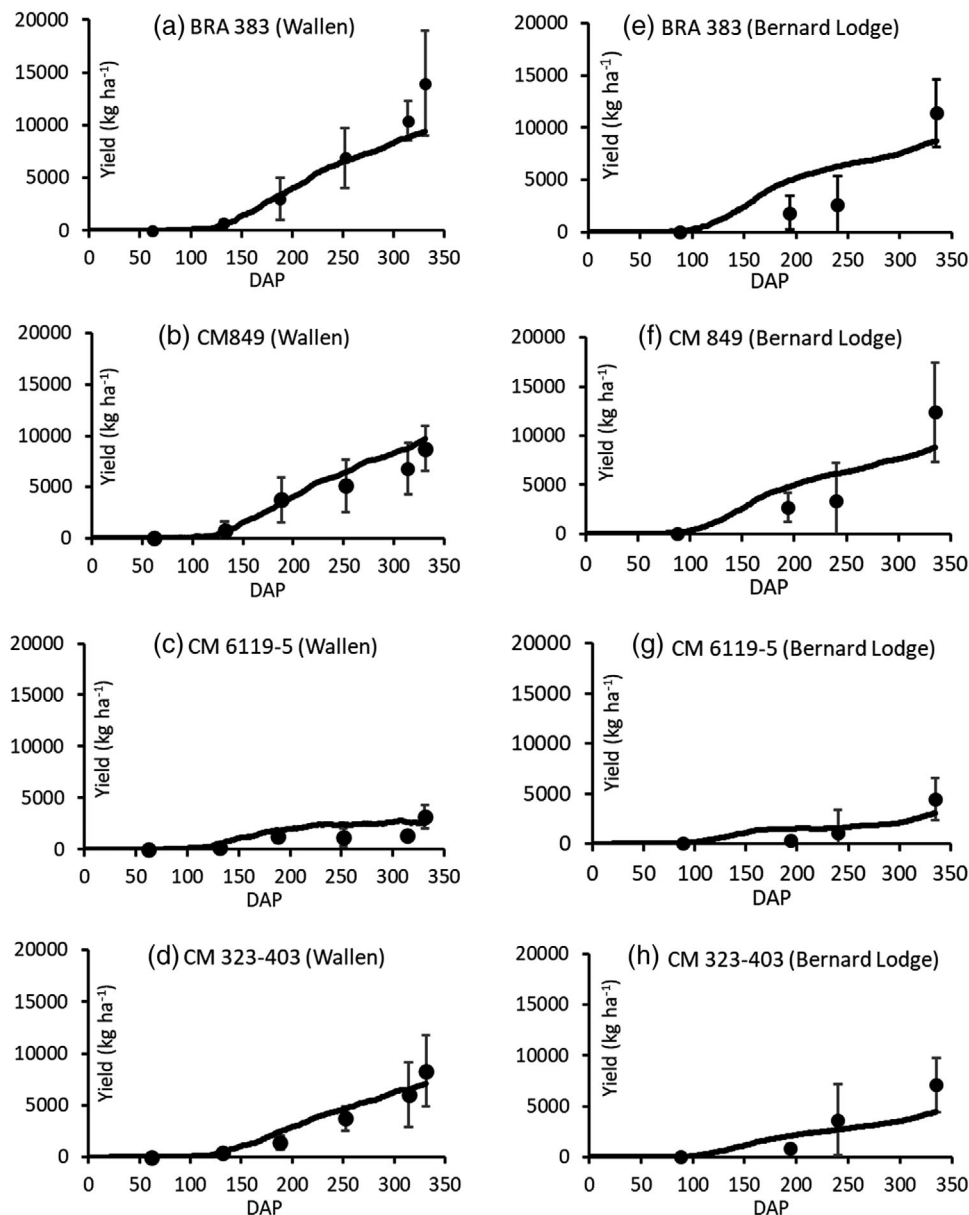 (a) BRA 383 (Wallen)
20000
15000
10000
5000
0
Yield (kg ha⁻¹)
0 50 100 150 200 250 300 350
DAP
(e) BRA 383 (Bernard Lodge)
20000
15000
10000
5000
0
Yield (kg ha⁻¹)
0 50 100 150 200 250 300 350
DAP
(b) CM849 (Wallen)
20000
15000
10000
5000
0
Yield (kg ha⁻¹)
0 50 100 150 200 250 300 350
DAP
(f) CM 849 (Bernard Lodge)
20000
15000
10000
5000
0
Yield (kg ha⁻¹)
0 50 100 150 200 250 300 350
DAP
(c) CM 6119-5 (Wallen)
20000
15000
10000
5000
0
Yield (kg ha⁻¹)
0 50 100 150 200 250 300 350
DAP
(g) CM 6119-5 (Bernard Lodge)
20000
15000
10000
5000
0
Yield (kg ha⁻¹)
0 50 100 150 200 250 300 350
DAP
(d) CM 323-403 (Wallen)
20000
15000
10000
5000
0
Yield (kg ha⁻¹)
0 50 100 150 200 250 300 350
DAP
(h) CM 323-403 (Bernard Lodge)
20000
15000
10000
5000
0
Yield (kg ha⁻¹)
0 50 100 150 200 250 300 350
DAP